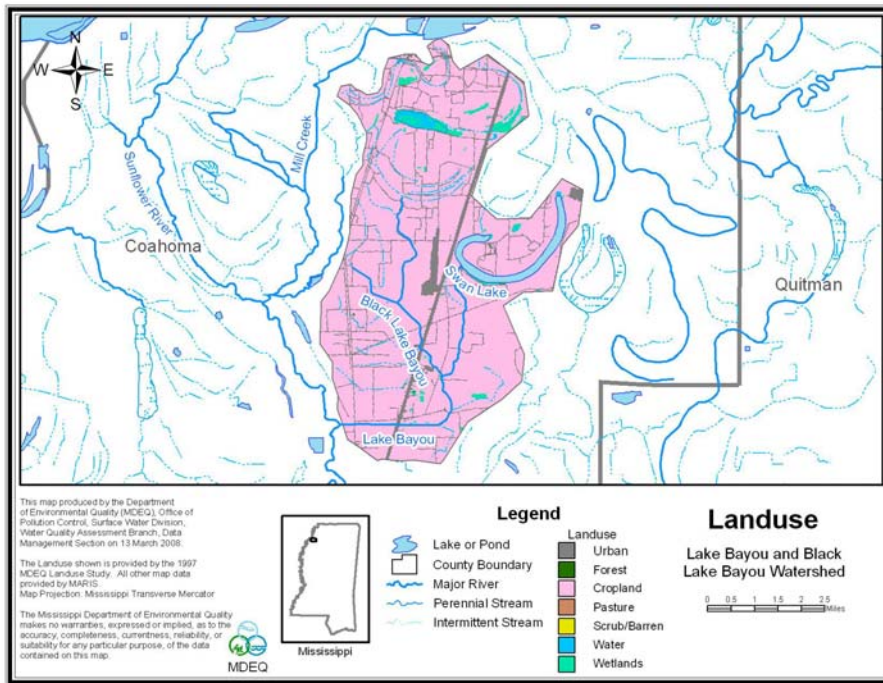 N
W E
S
Sunflower River
Mill Creek
Coahoma
Swan Lake
Quitman
Black Lake Bayou
Lake Bayou
This map produced by the Department
of Environmental Quality (MDEQ), Office of
Pollution Control, Surface Water Division,
Water Quality Assessment Branch, Data
Management Section on 13 March 2008.
The Landuse shown is provided by the 1997
MDEQ Landuse Study. All other map data
provided by MARIS.
Map Projection: Mississippi Transverse Mercator
The Mississippi Department of Environmental Quality
makes no warranties, expressed or implied, as to the
accuracy, completeness, currentness, reliability, or
suitability for any particular purpose, of the data
contained on this map.
MDEQ
Mississippi
Legend
Lake or Pond
County Boundary
Major River
Perennial Stream
Intermittent Stream
Landuse
Urban
Forest
Cropland
Pasture
Scrub/Barren
Water
Wetlands
Landuse
Lake Bayou and Black
Lake Bayou Watershed
0 0.5 1 1.5 2 2.5
Miles